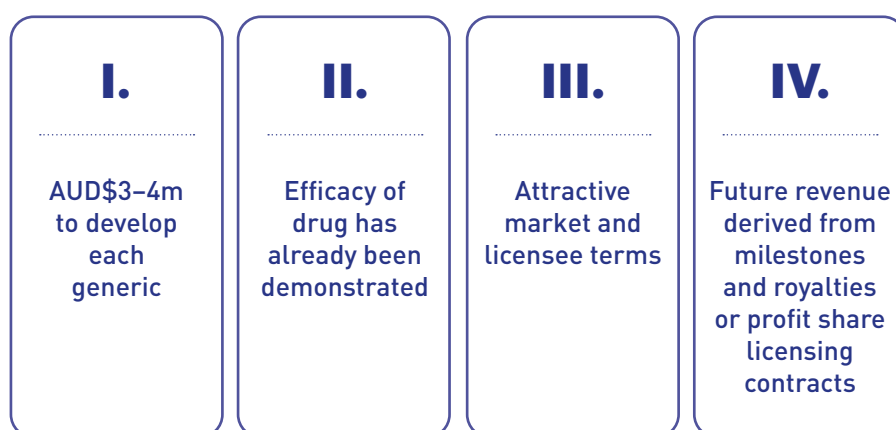 I.
AUD$3–4m
to develop
each
generic
II.
Efficacy of
drug has
already been
demonstrated
III.
Attractive
market and
licensee terms
IV.
Future revenue
derived from
milestones
and royalties
or profit share
licensing
contracts